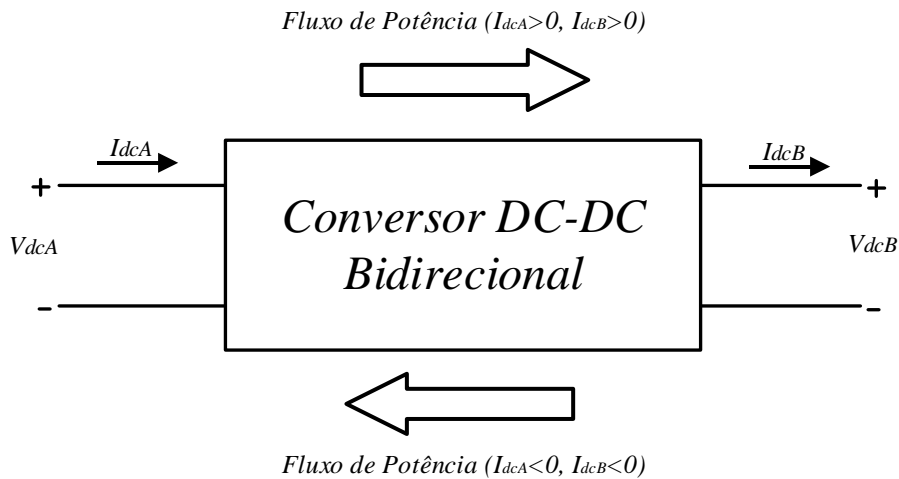 Fluxo de Potência (IdcA>0, IdcB>0)
IdcA
IdcB
+
+
Conversor DC-DC
VdcA
VdcB
Bidirecional
-
-
Fluxo de Potência (IdcA<0, IdcB<0)